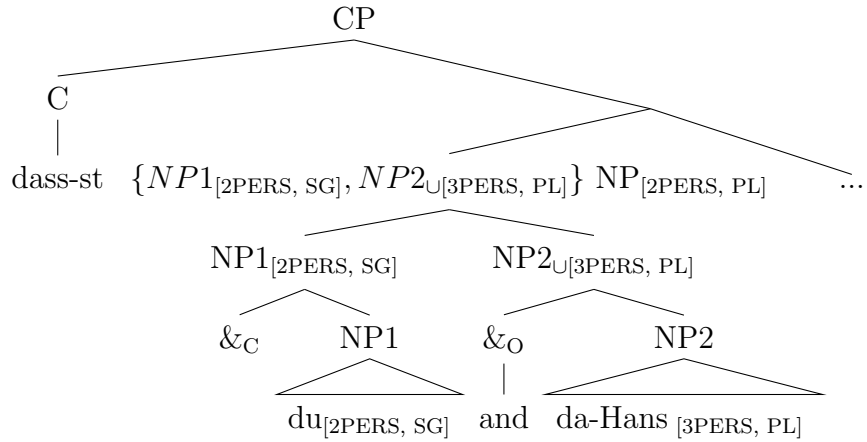 CP
C
dass-st {NP1[2PERS, SG], NP2∪[3PERS, PL]} NP[2PERS, PL] ...
NP1[2PERS, SG] NP2∪[3PERS, PL]
&C NP1 &O NP2
du[2PERS, SG] and da-Hans [3PERS, PL]